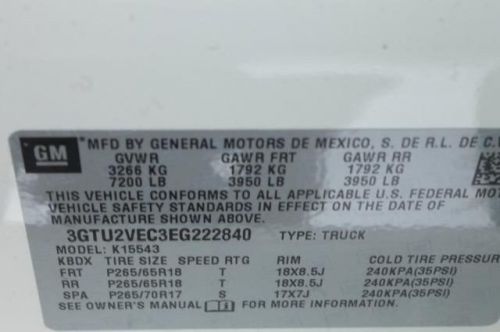 GM
MFD BY GENERAL MOTORS DE MEXICO, S. DE R.L. DE C.V
GVWR GAWR FRT GAWR RR
3266 KG 1792 KG 1792 KG
7200 LB 3950 LB 3950 LB
THIS VEHICLE CONFORMS TO ALL APPLICABLE U.S. FEDERAL MOT
VEHICLE SAFETY STANDARDS IN EFFECT ON THE DATE OF
MANUFACTURE SHOWN ABOVE.
3GTU2VEC3EG222840 TYPE: TRUCK
MODEL: K15543
KBDX TIRE SIZE SPEED RTG RIM COLD TIRE PRESSUR
FRT P265/65R18 T 18X8.5J 240KPA(35PSI)
RR P265/65R18 T 18X8.5J 240KPA(35PSI)
SPA P265/70R17 S 17X7J 240KPA(35PSI)
SEE OWNER'S MANUAL FOR MORE INFORMATION.